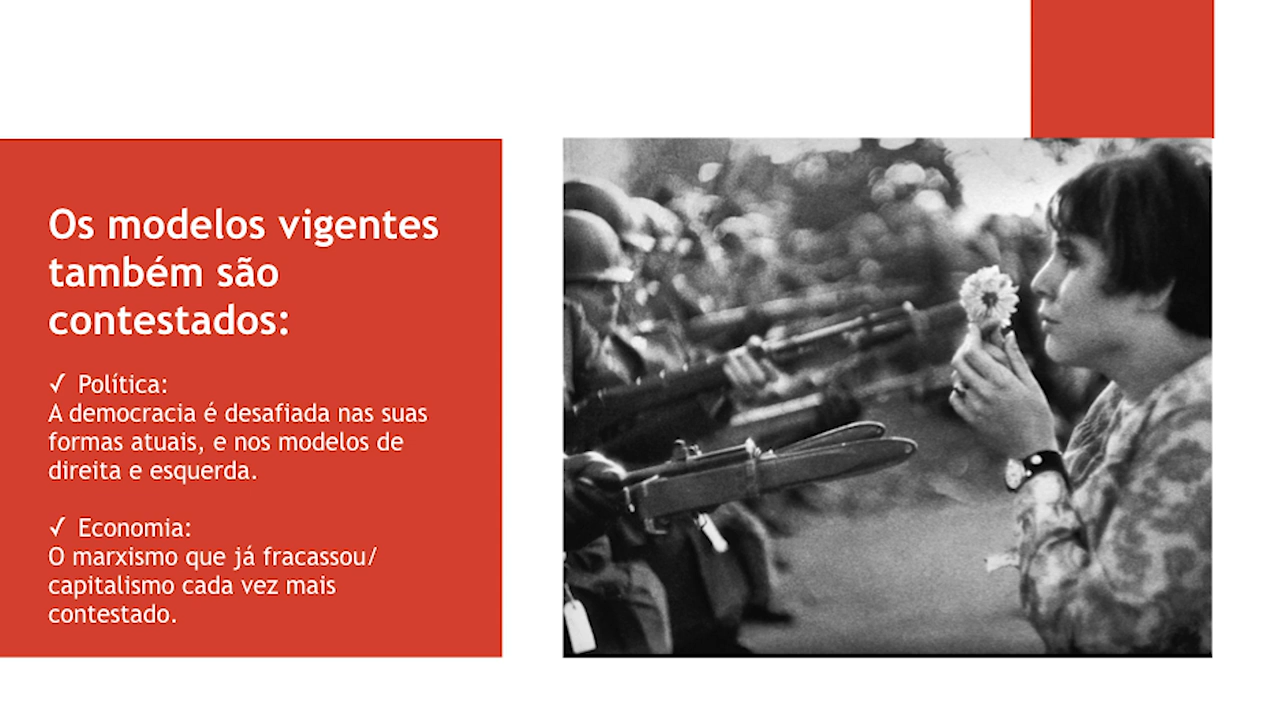 Os modelos vigentes
também são
contestados:
✓ Política:
A democracia é desafiada nas suas
formas atuais, e nos modelos de
direita e esquerda.
✓ Economia:
O marxismo que já fracassou/
capitalismo cada vez mais
contestado.